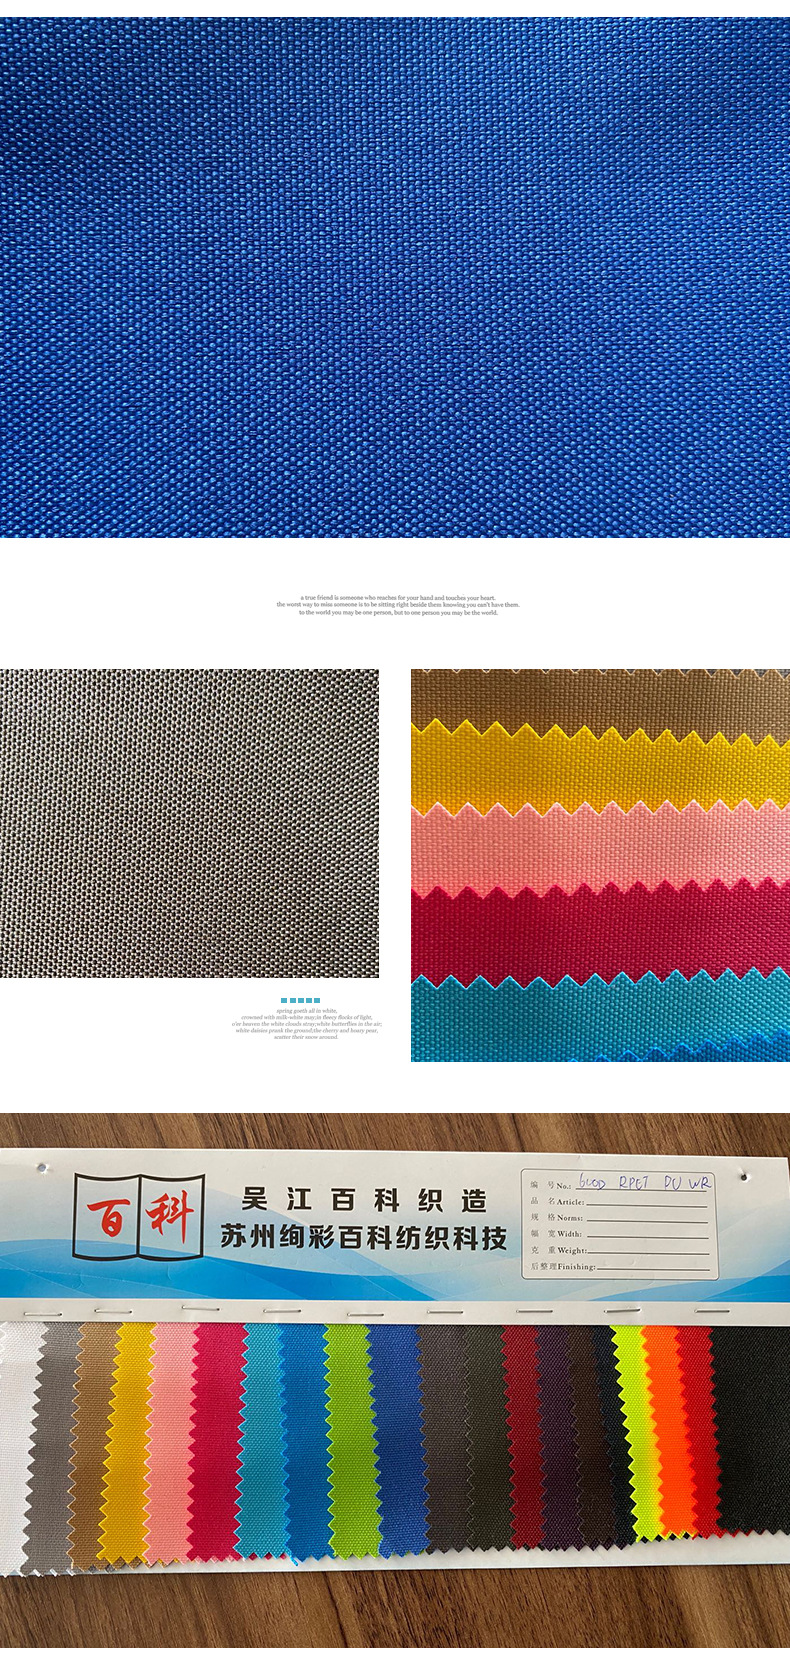 a true friend is someone who reaches for your hand and touches your heart.
the worst way to miss someone is to be sitting right beside them knowing you can't have them.
to the world you may be one person, but to one person you may be the world.
spring goeth all in white,
crowned with milk-white may;in fleecy flocks of light,
o'er heaven the white clouds stray;white butterflies in the air;
white daisies prank the ground;the cherry and hoary pear,
scatter their snow around.
百科
吴江百科织造
苏州绚彩百科纺织科技
编 号 No.: 600D RPET PU WR
品 名 Article:
规 格 Norms:
幅 宽 Width:
克 重 Weight:
后整理 Finishing: